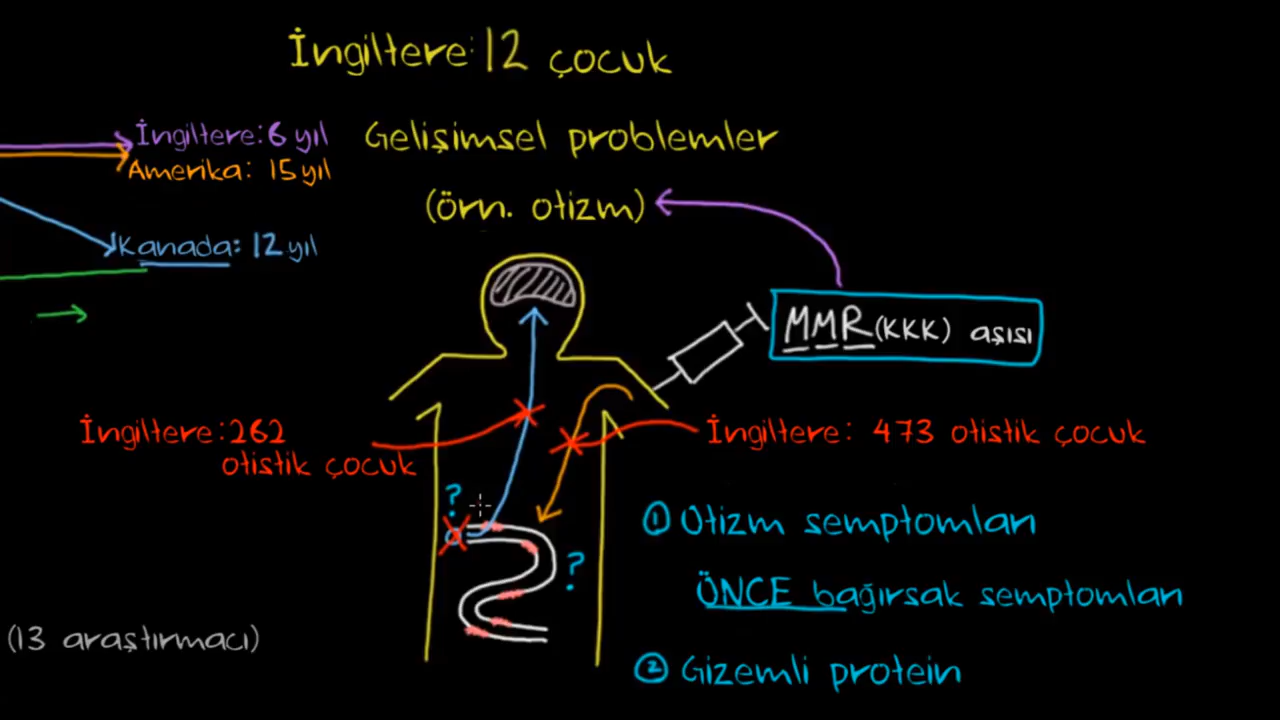 İngiltere: 12 çocuk
İngiltere: 6 yıl
Amerika: 15 yıl
Kanada: 12 yıl
Gelişimsel problemler
(örn. otizm)
MMR (KKK) aşısı
İngiltere: 262
otistik çocuk
İngiltere: 473 otistik çocuk
?
?
① Otizm semptomları
ÖNCE bağırsak semptomları
② Gizemli protein
(13 araştırmacı)